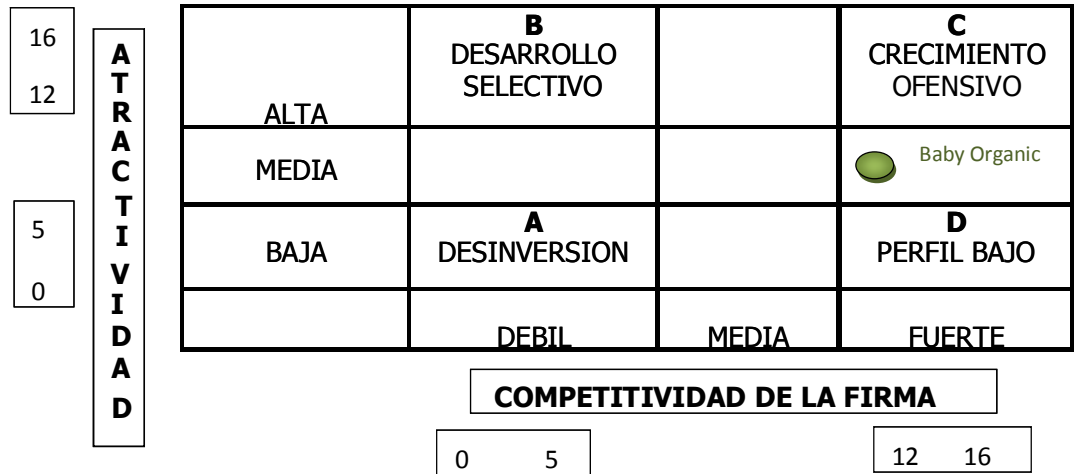 16
12
5
0
ATRACTIVIDAD
B
DESARROLLO
SELECTIVO
C
CRECIMIENTO
OFENSIVO
ALTA
MEDIA
Baby Organic
BAJA
A
DESINVERSION
D
PERFIL BAJO
DEBIL
MEDIA
FUERTE
COMPETITIVIDAD DE LA FIRMA
0 5
12 16